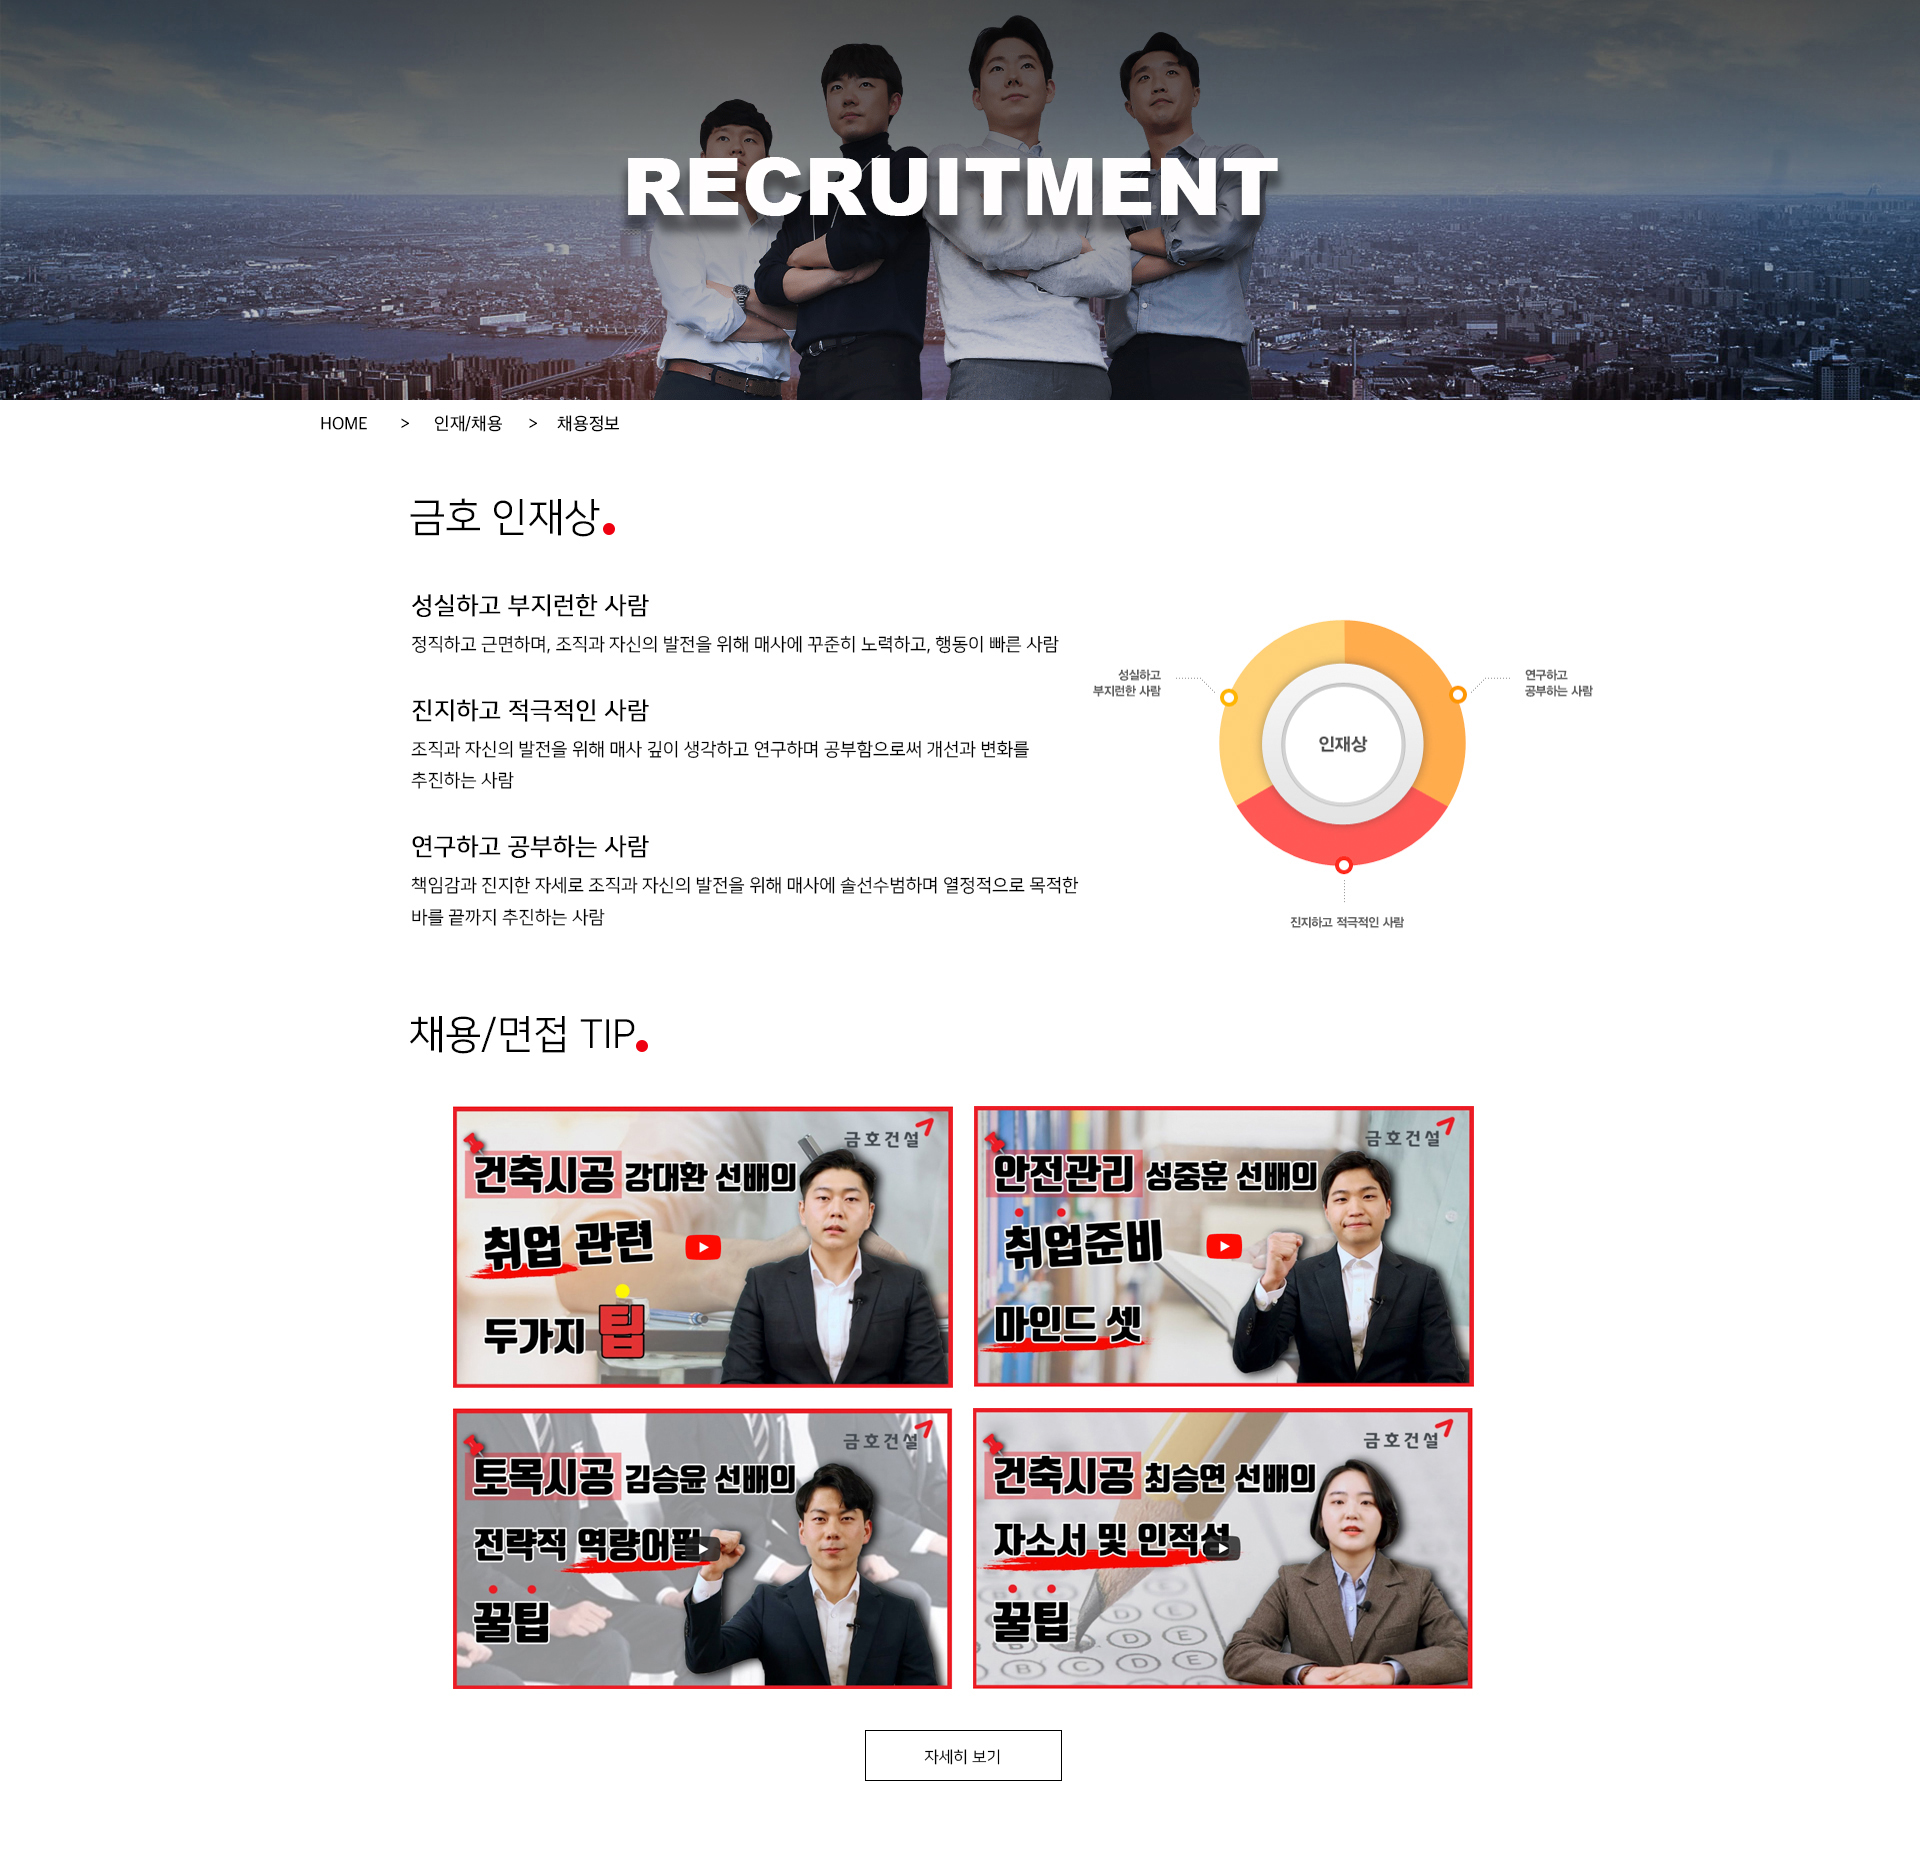 RECRUITMENT
HOME > 인재/채용 > 채용정보
금호 인재상.
성실하고 부지런한 사람
정직하고 근면하며, 조직과 자신의 발전을 위해 매사에 꾸준히 노력하고, 행동이 빠른 사람
진지하고 적극적인 사람
조직과 자신의 발전을 위해 매사 깊이 생각하고 연구하며 공부함으로써 개선과 변화를
추진하는 사람
연구하고 공부하는 사람
책임감과 진지한 자세로 조직과 자신의 발전을 위해 매사에 솔선수범하며 열정적으로 목적한
바를 끝까지 추진하는 사람
성실하고
부지런한 사람
연구하고
공부하는 사람
인재상
진지하고 적극적인 사람
채용/면접 TIP.
금호건설
건축시공 강대환 선배의
취업 관련
두가지 틈
금호건설
안전관리 성중훈 선배의
취업준비
마인드 셋
금호건설
토목시공 김승윤 선배의
전략적 역량어필
꿀팁
금호건설
건축시공 최승연 선배의
자소서 및 인적성
꿀팁
C D E
B C D E
자세히 보기